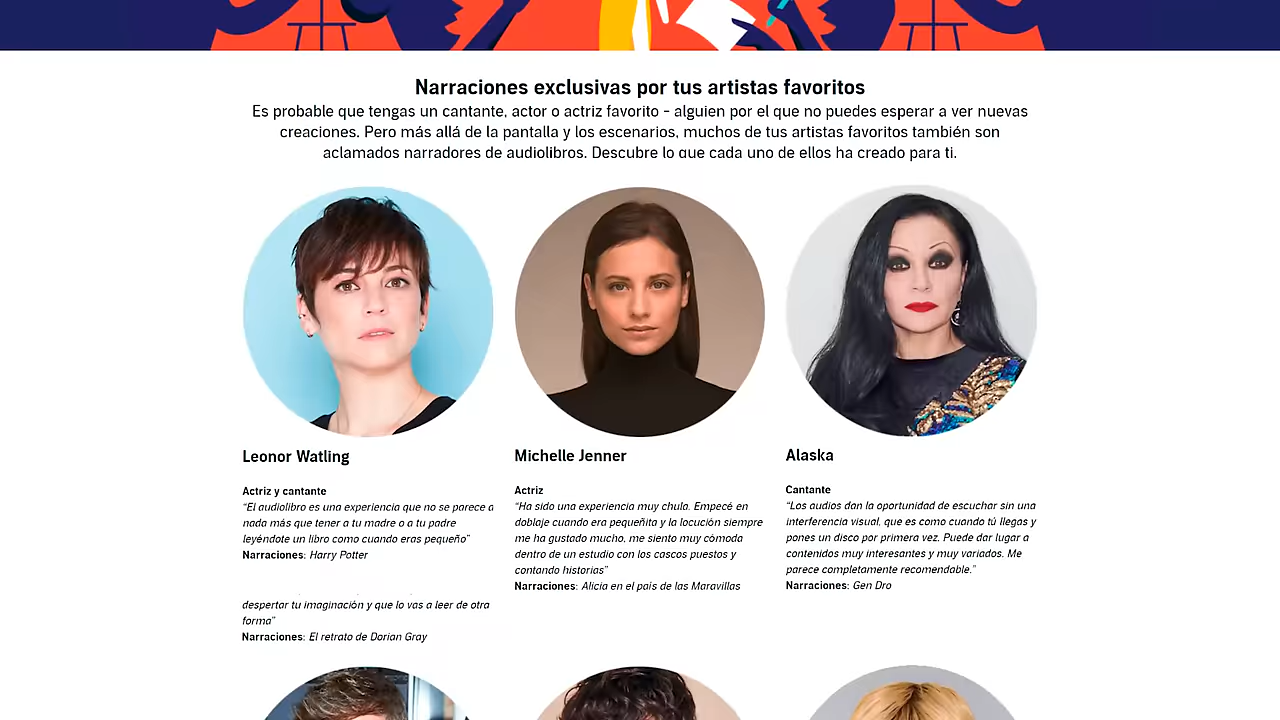 Narraciones exclusivas por tus artistas favoritos
Es probable que tengas un cantante, actor o actriz favorito - alguien por el que no puedes esperar a ver nuevas
creaciones. Pero más allá de la pantalla y los escenarios, muchos de tus artistas favoritos también son
aclamados narradores de audiolibros. Descubre lo que cada uno de ellos ha creado para ti.
Leonor Watling
Actriz y cantante
“El audiolibro es una experiencia que no se parece a
nada más que tener a tu madre o a tu padre
leyéndote un libro como cuando eras pequeño”
Narraciones: Harry Potter
despertar tu imaginación y que lo vas a leer de otra
forma”
Narraciones: El retrato de Dorian Gray
Michelle Jenner
Actriz
“Ha sido una experiencia muy chula. Empecé en
doblaje cuando era pequeñita y la locución siempre
me ha gustado mucho, me siento muy cómoda
dentro de un estudio con los cascos puestos y
contando historias”
Narraciones: Alicia en el país de las Maravillas
Alaska
Cantante
“Los audios dan la oportunidad de escuchar sin una
interferencia visual, que es como cuando tú llegas y
pones un disco por primera vez. Puede dar lugar a
contenidos muy interesantes y muy variados. Me
parece completamente recomendable.”
Narraciones: Gen Dro